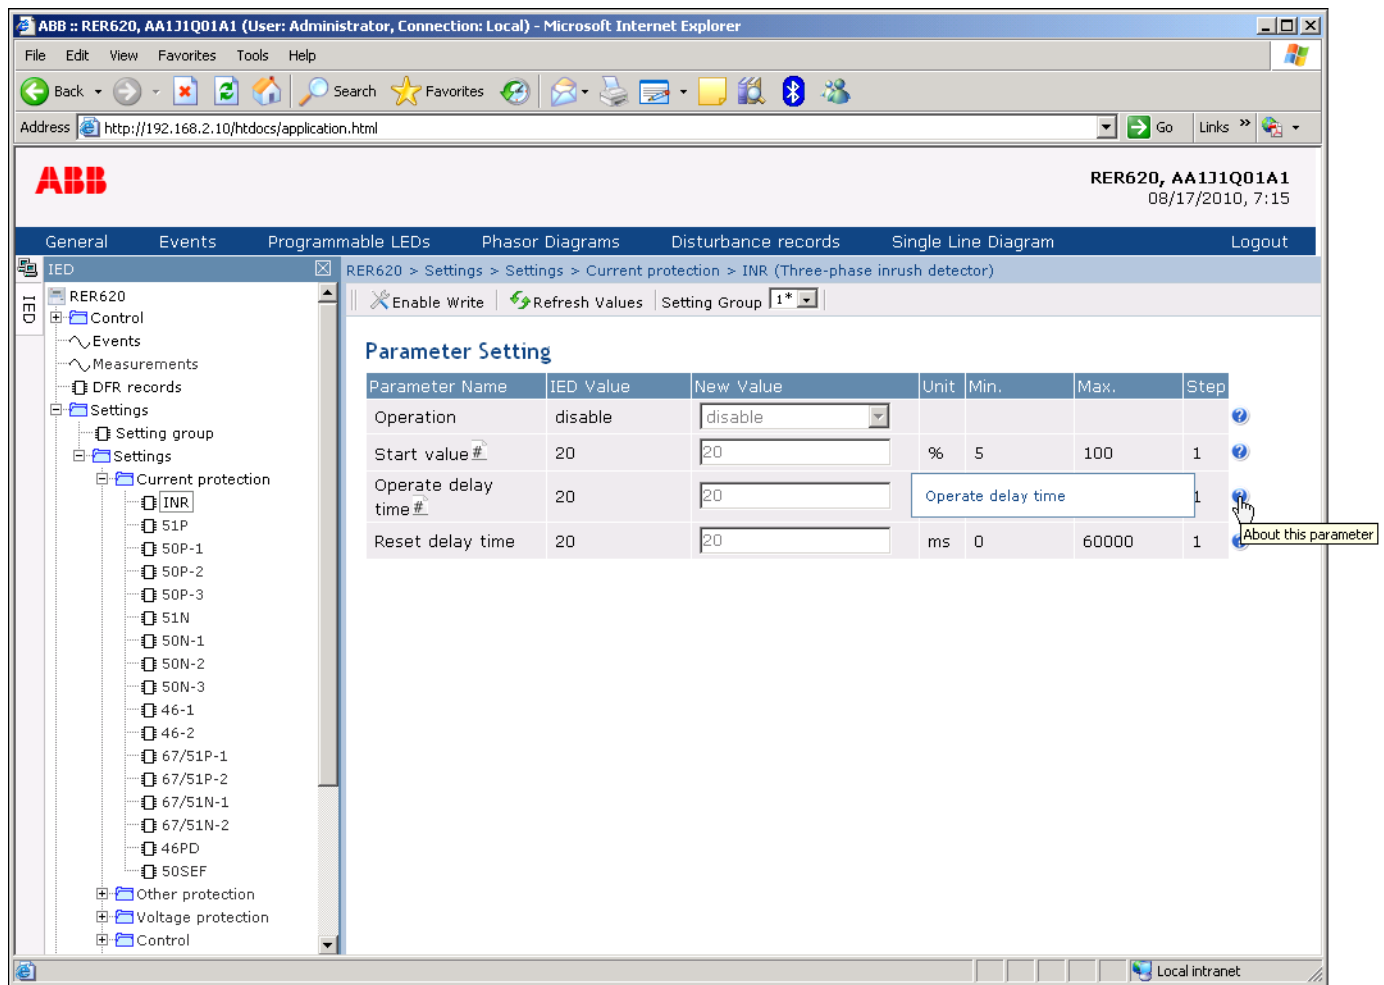 ABB :: RER620, AA1J1Q01A1 (User: Administrator, Connection: Local) - Microsoft Internet Explorer
File Edit View Favorites Tools Help
Back Search Favorites
Address http://192.168.2.10/htdocs/application.html Go Links »
ABB
RER620, AA1J1Q01A1
08/17/2010, 7:15
General Events Programmable LEDs Phasor Diagrams Disturbance records Single Line Diagram Logout
IED
IED
RER620
Control
Events
Measurements
DFR records
Settings
Setting group
Settings
Current protection
INR
51P
50P-1
50P-2
50P-3
51N
50N-1
50N-2
50N-3
46-1
46-2
67/51P-1
67/51P-2
67/51N-1
67/51N-2
46PD
50SEF
Other protection
Voltage protection
Control
RER620 > Settings > Settings > Current protection > INR (Three-phase inrush detector)
Enable Write Refresh Values Setting Group 1*
Parameter Setting
Parameter Name IED Value New Value Unit Min. Max. Step
Operation disable disable ?
Start value # 20 20 % 5 100 1 ?
Operate delay
time # 20 20 Operate delay time 1
About this parameter
Reset delay time 20 20 ms 0 60000 1
Local intranet